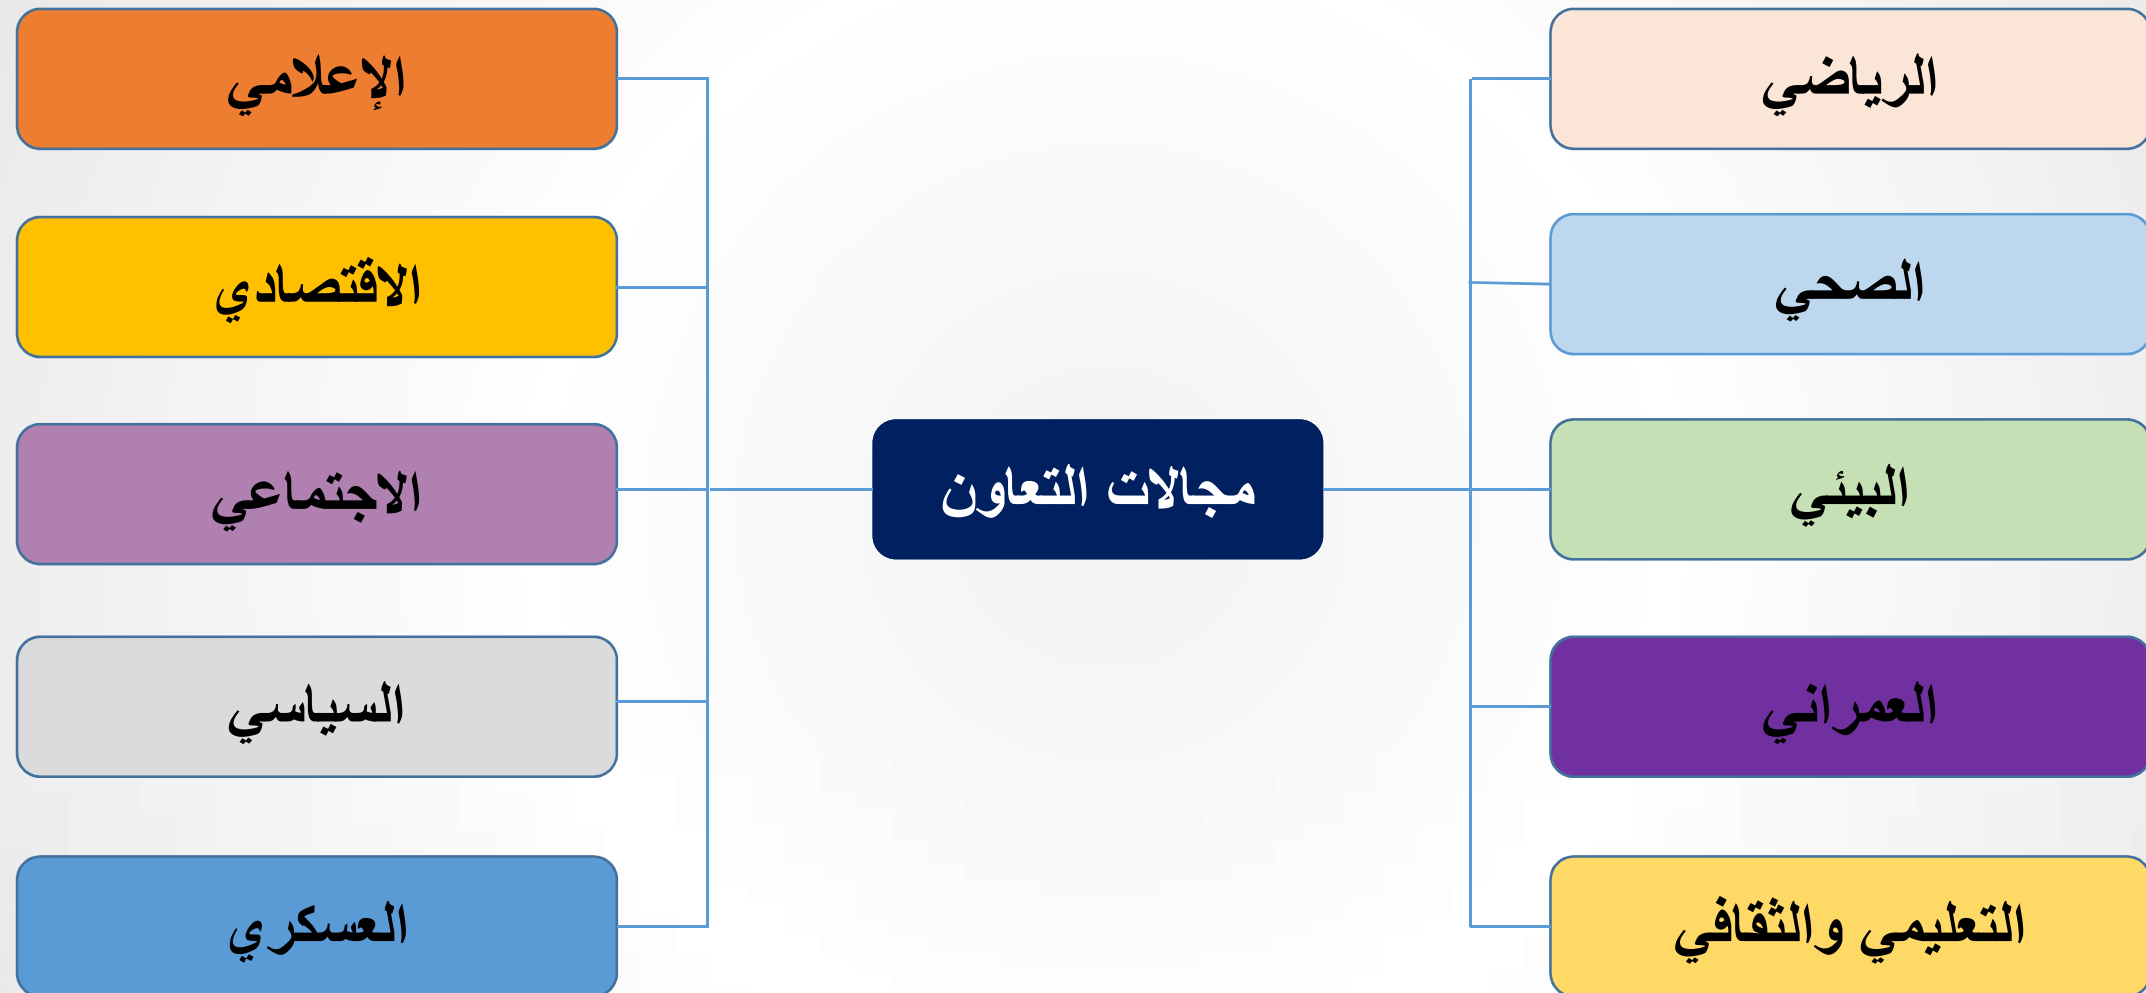 الرياضي
الصحي
البيئي
العمراني
التعليمي والثقافي
مجالات التعاون
الإعلامي
الاقتصادي
الاجتماعي
السياسي
العسكري